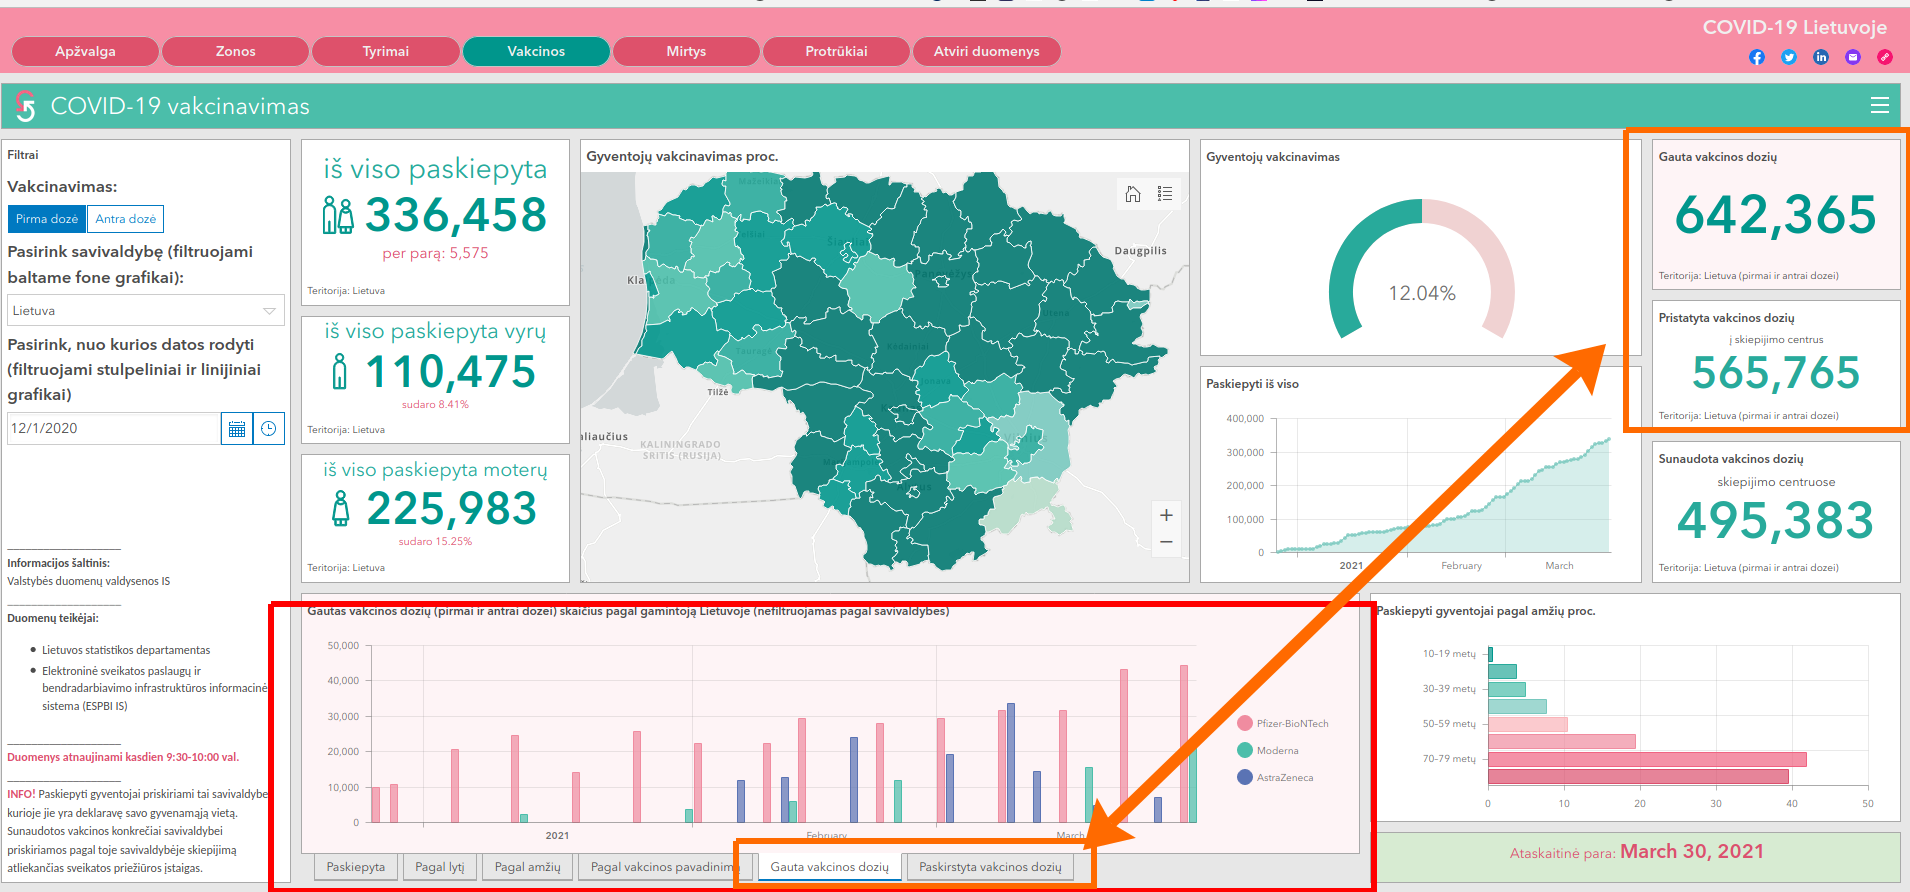 COVID-19 Lietuvoje
Apžvalga
Zonos
Tyrimai
Vakcinos
Mirtys
Protrūkiai
Atviri duomenys
COVID-19 vakcinavimas
Filtrai
Vakcinavimas:
Pirma dozė
Antra dozė
Pasirink savivaldybę (filtruojami
baltame fone grafikai):
Lietuva
Pasirink, nuo kurios datos rodyti
(filtruojami stulpeliniai ir linijiniai
grafikai)
12/1/2020
Informacijos šaltinis:
Valstybės duomenų valdysenos IS
Duomenų teikėjai:
Lietuvos statistikos departamentas
Elektroninė sveikatos paslaugų ir
bendradarbiavimo infrastruktūros informacinė
sistema (ESPBI IS)
Duomenys atnaujinami kasdien 9:30-10:00 val.
INFO! Paskiepyti gyventojai priskiriami tai savivaldybe
kurioje jie yra deklaravę savo gyvenamąją vietą.
Sunaudotos vakcinos konkrečiai savivaldybei
priskiriamos pagal toje savivaldybėje skiepijimą
atliekančias sveikatos priežiūros įstaigas.
iš viso paskiepyta
336,458
per parą: 5,575
Teritorija: Lietuva
iš viso paskiepyta vyrų
110,475
sudaro 8.41%
Teritorija: Lietuva
iš viso paskiepyta moterų
225,983
sudaro 15.25%
Teritorija: Lietuva
Gyventojų vakcinavimas proc.
Daugpilis
Utena
Kėdainiai
Tauragė
Tilžė
KALININGRADO
SRITIS (RUSIJA)
Gyventojų vakcinavimas
12.04%
Paskiepyti iš viso
400,000
300,000
200,000
100,000
0
2021
February
March
Gauta vakcinos dozių
642,365
Teritorija: Lietuva (pirmai ir antrai dozei)
Pristatyta vakcinos dozių
į skiepijimo centrus
565,765
Teritorija: Lietuva (pirmai ir antrai dozei)
Sunaudota vakcinos dozių
skiepijimo centruose
495,383
Teritorija: Lietuva (pirmai ir antrai dozei)
Gautas vakcinos dozių (pirmai ir antrai dozei) skaičius pagal gamintoją Lietuvoje (nefiltruojamas pagal savivaldybes)
50,000
40,000
30,000
20,000
10,000
0
2021
February
March
Pfizer-BioNTech
Moderna
AstraZeneca
Paskiepyta
Pagal lytį
Pagal amžių
Pagal vakcinos pavadinimą
Gauta vakcinos dozių
Paskirstyta vakcinos dozių
Paskiepyti gyventojai pagal amžių proc.
10-19 metų
30-39 metų
50-59 metų
70-79 metų
0
10
20
30
40
50
Ataskaitinė para: March 30, 2021